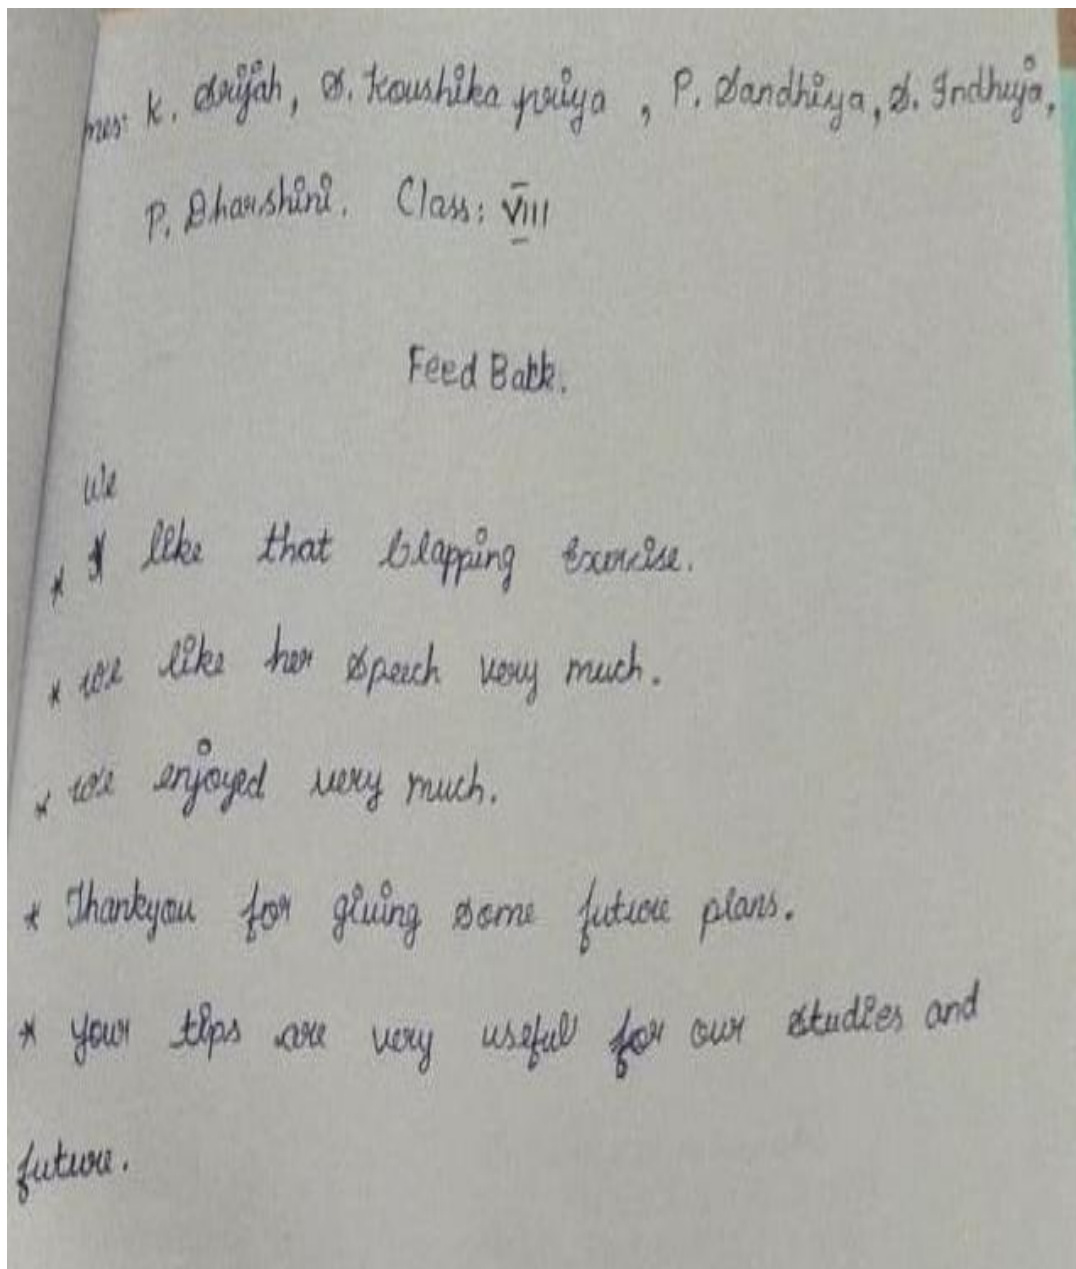 mes: K. Srijah, S. Koushika priya, P. Sandhiya, S. Indhuja,
P. Dharshini. Class: VIII
Feed Back.
We
* like that clapping Exercise.
* we like her speech very much.
* we enjoyed very much.
* Thankyou for giving some future plans.
* your tips are very useful for our studies and
future.